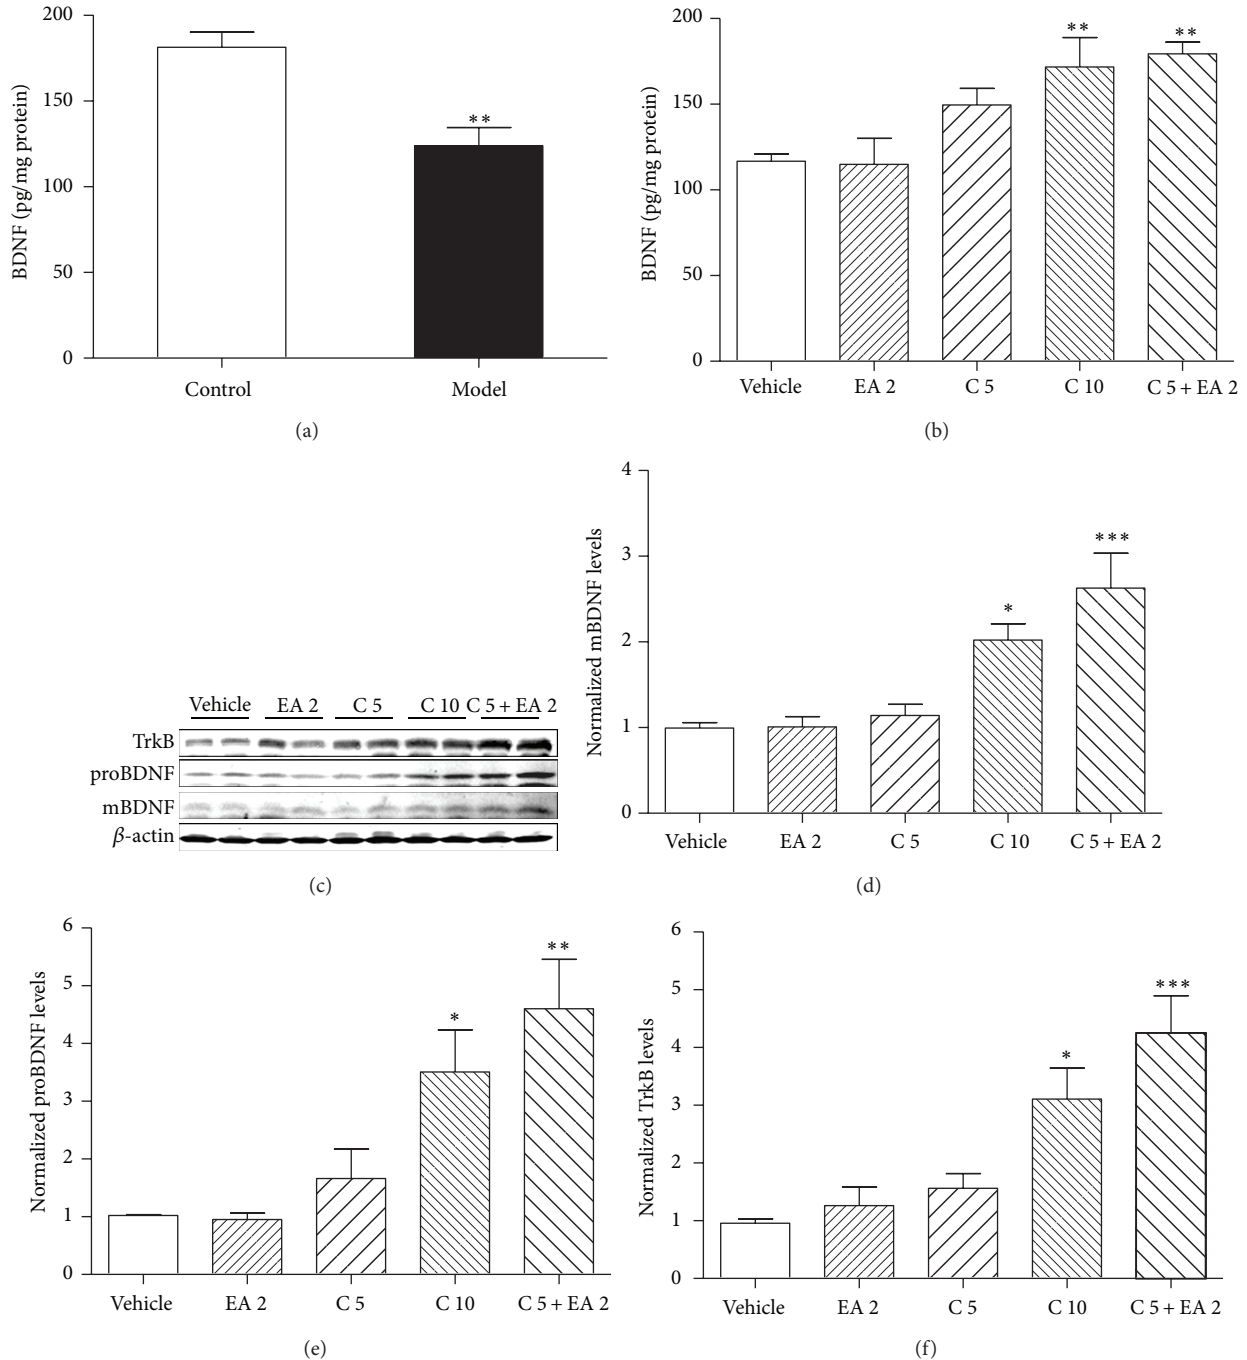 200
150
100
50
0
BDNF (pg/mg protein)
**
Control Model
(a)
200
150
100
50
0
BDNF (pg/mg protein)
** **
Vehicle EA 2 C 5 C 10 C 5 + EA 2
(b)
Vehicle EA 2 C 5 C 10 C 5 + EA 2
TrkB
proBDNF
mBDNF
β-actin
(c)
4
3
2
1
0
Normalized mBDNF levels
* ***
Vehicle EA 2 C 5 C 10 C 5 + EA 2
(d)
6
5
4
3
2
1
0
Normalized proBDNF levels
* **
Vehicle EA 2 C 5 C 10 C 5 + EA 2
(e)
6
5
4
3
2
1
0
Normalized TrkB levels
* ***
Vehicle EA 2 C 5 C 10 C 5 + EA 2
(f)